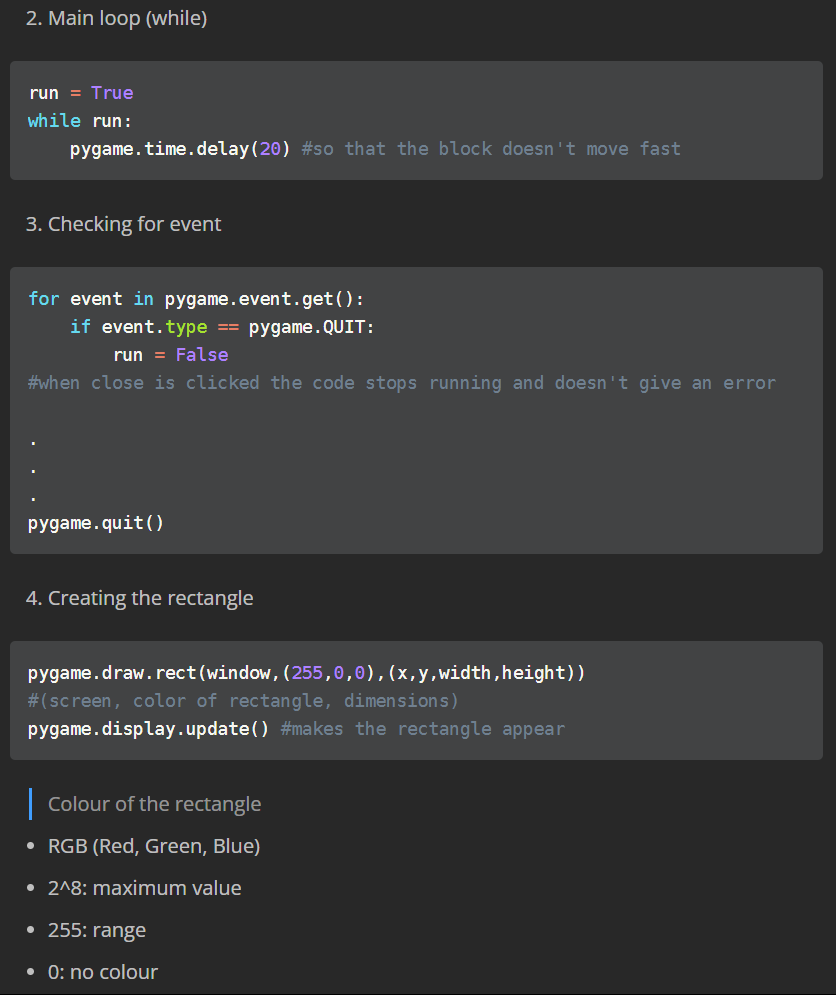 2. Main loop (while)
run = True
while run:
    pygame.time.delay(20) #so that the block doesn't move fast
3. Checking for event
for event in pygame.event.get():
    if event.type == pygame.QUIT:
        run = False
#when close is clicked the code stops running and doesn't give an error
.
.
.
pygame.quit()
4. Creating the rectangle
pygame.draw.rect(window,(255,0,0),(x,y,width,height))
#(screen, color of rectangle, dimensions)
pygame.display.update() #makes the rectangle appear
Colour of the rectangle
• RGB (Red, Green, Blue)
• 2^8: maximum value
• 255: range
• 0: no colour